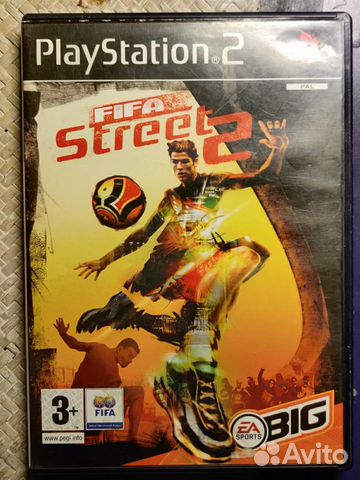 PlayStation®2
PAL
FIFA
Street 2
3+
www.pegi.info
FIFA
EA
SPORTS
BIG
Avito